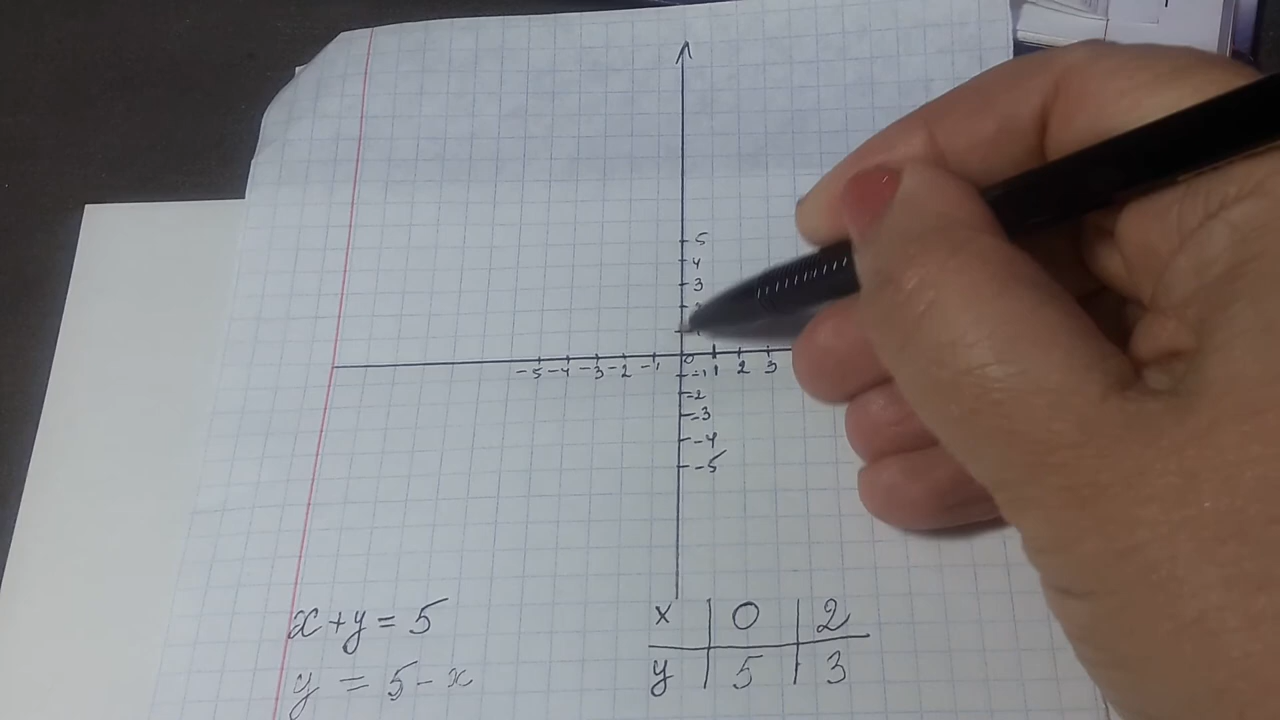 5
4
3
-5 -4 -3 -2 -1 0 1 2 3
-1
-2
-3
-4
-5
x+y=5
y = 5-x
x | 0 | 2
y | 5 | 3